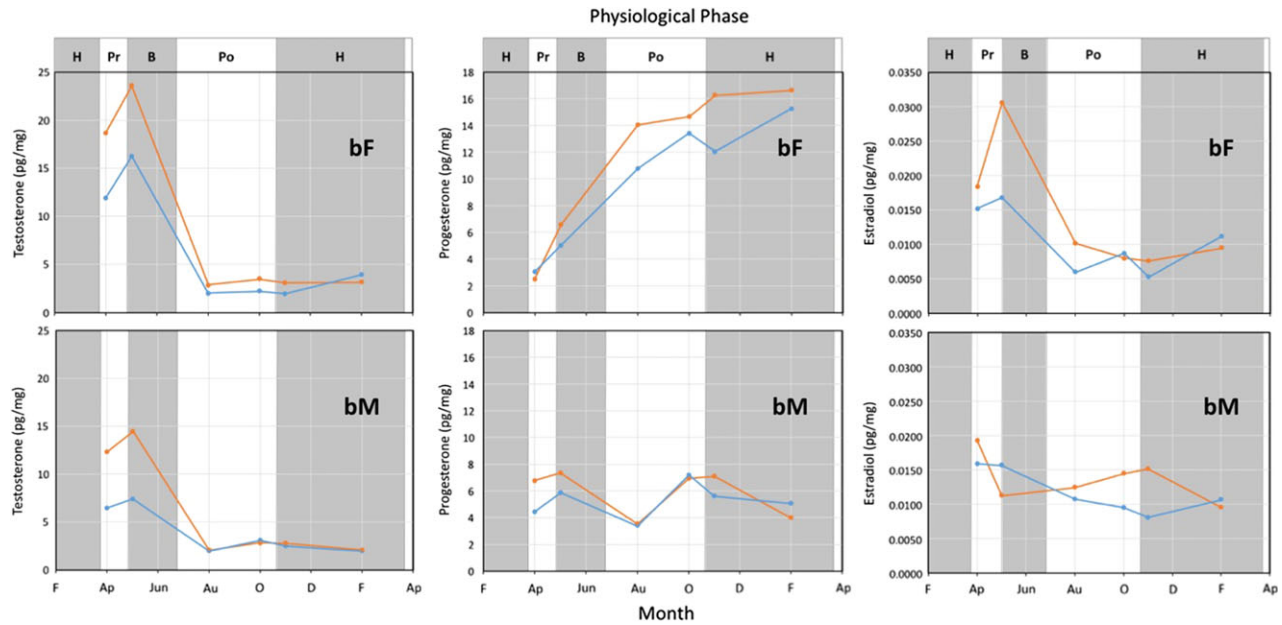 Physiological Phase
H Pr B Po H
H Pr B Po H
H Pr B Po H
Testosterone (pg/mg)
25
20
15
10
5
0
bF
Progesterone (pg/mg)
18
16
14
12
10
8
6
4
2
0
bF
Estradiol (pg/mg)
0.0350
0.0300
0.0250
0.0200
0.0150
0.0100
0.0050
0.0000
bF
Testosterone (pg/mg)
25
20
15
10
5
0
bM
F Ap Jun Au O D F Ap
Progesterone (pg/mg)
18
16
14
12
10
8
6
4
2
0
bM
F Ap Jun Au O D F Ap
Estradiol (pg/mg)
0.0350
0.0300
0.0250
0.0200
0.0150
0.0100
0.0050
0.0000
bM
F Ap Jun Au O D F Ap
Month